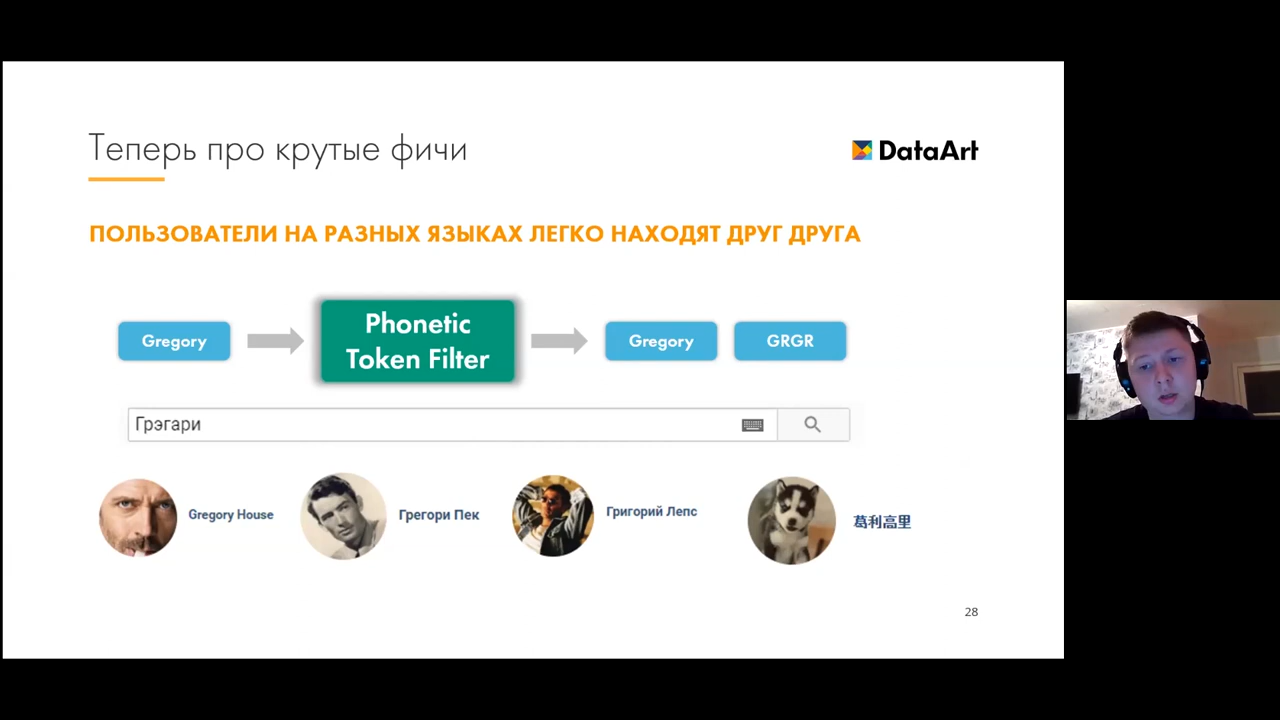 Теперь про крутые фичи
DataArt
ПОЛЬЗОВАТЕЛИ НА РАЗНЫХ ЯЗЫКАХ ЛЕГКО НАХОДЯТ ДРУГ ДРУГА
Gregory
Phonetic
Token Filter
Gregory
GRGR
Грэгари
Gregory House
Грегори Пек
Григорий Лепс
葛利高里
28